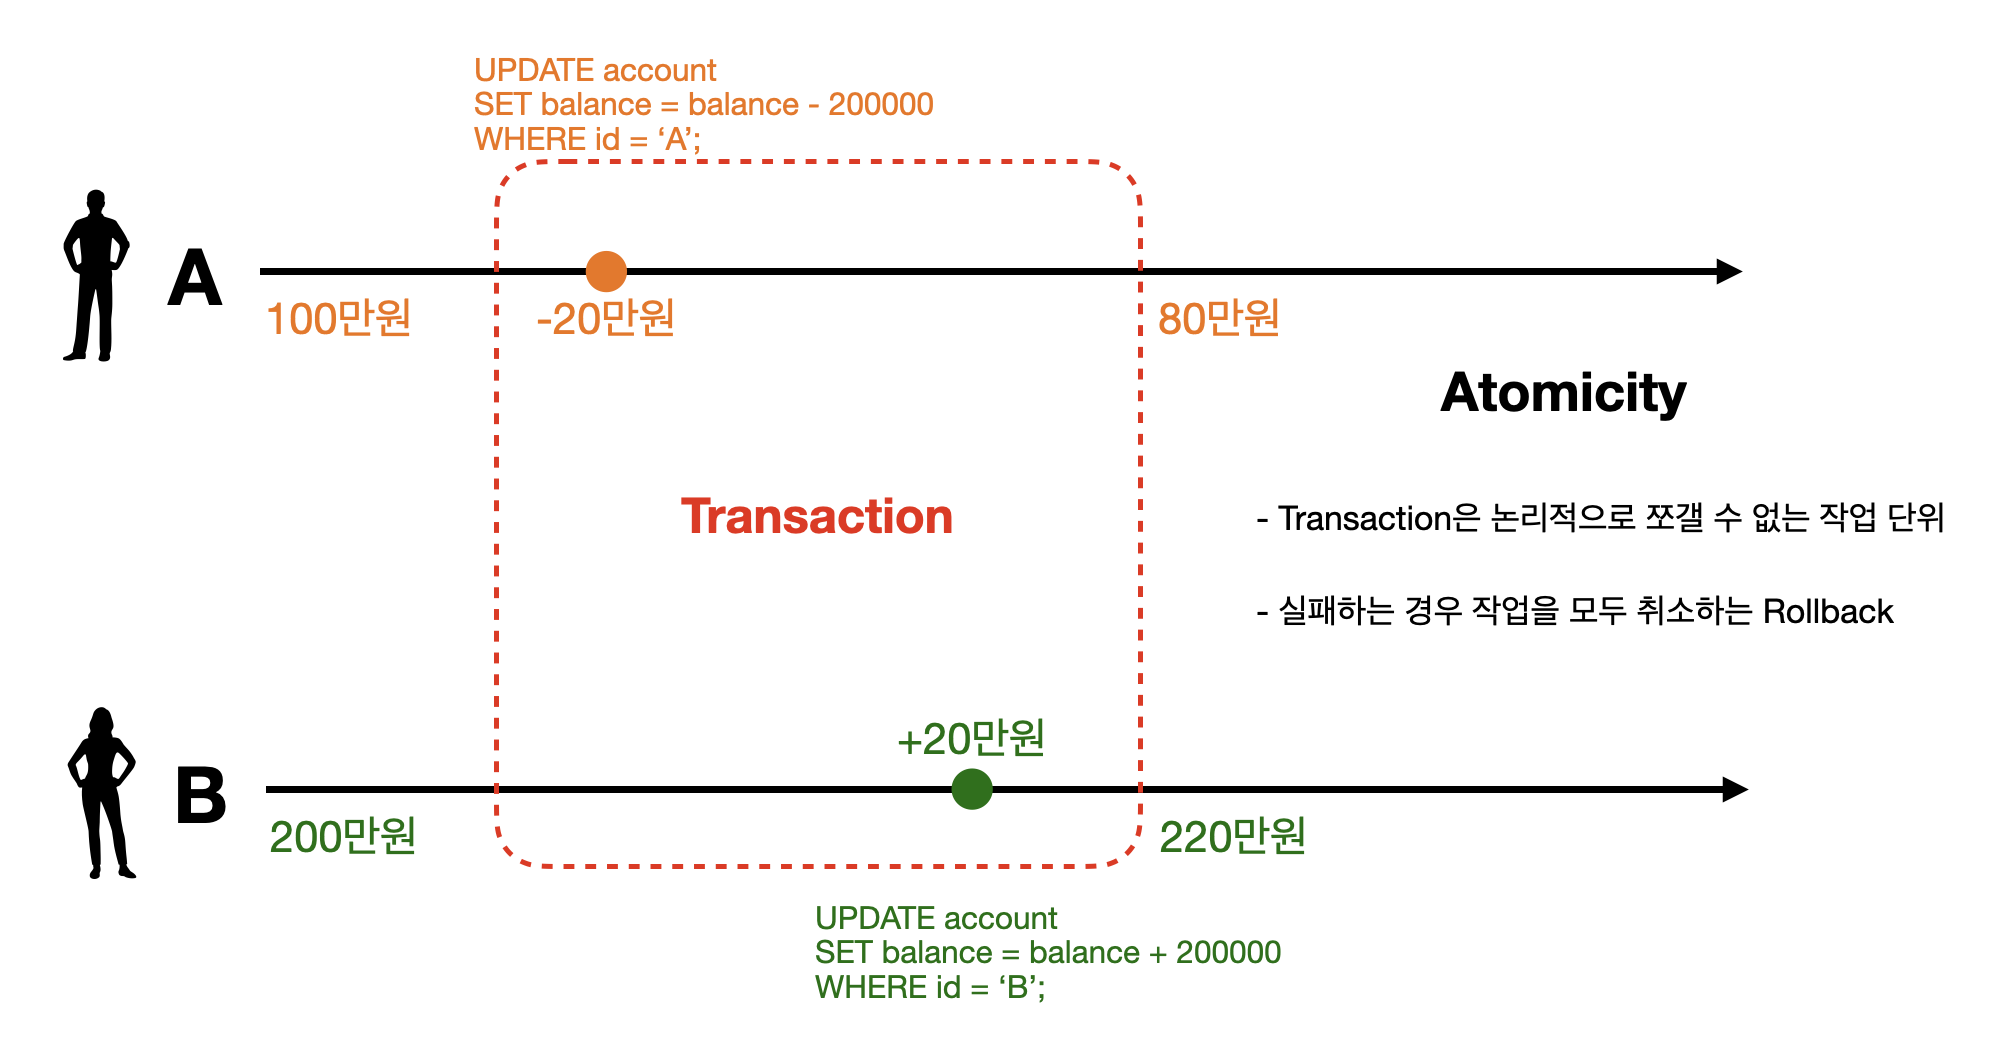 UPDATE account
SET balance = balance - 200000
WHERE id = ‘A’;
A
100만원
-20만원
80만원
Atomicity
Transaction
- Transaction은 논리적으로 쪼갤 수 없는 작업 단위
- 실패하는 경우 작업을 모두 취소하는 Rollback
+20만원
B
200만원
220만원
UPDATE account
SET balance = balance + 200000
WHERE id = ‘B’;